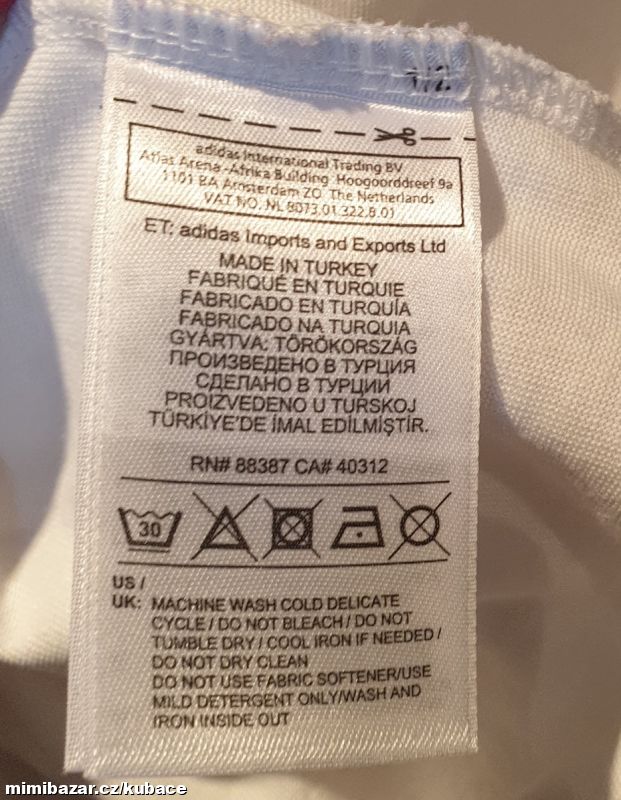 1/2
adidas International Trading BV
Atlas Arena -Afrika Building Hoogoorddreef 9a
1101 BA Amsterdam ZO The Netherlands
VAT NO. NL 8073.01.322.B.01
ET: adidas Imports and Exports Ltd
MADE IN TURKEY
FABRIQUÉ EN TURQUIE
FABRICADO EN TURQUÍA
FABRICADO NA TURQUIA
GYÁRTVA: TÖRÖKORSZÁG
ПРОИЗВЕДЕНО В ТУРЦИЯ
СДЕЛАНО В ТУРЦИИ
PROIZVEDENO U TURSKOJ
TÜRKİYE'DE İMAL EDİLMİŞTİR.
RN# 88387 CA# 40312
30
US /
UK: MACHINE WASH COLD DELICATE
CYCLE / DO NOT BLEACH / DO NOT
TUMBLE DRY / COOL IRON IF NEEDED /
DO NOT DRY CLEAN
DO NOT USE FABRIC SOFTENER/USE
MILD DETERGENT ONLY/WASH AND
IRON INSIDE OUT
mimibazar.cz/kubace